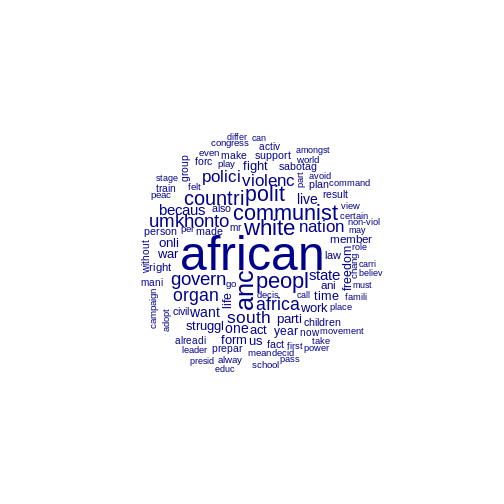 differ can
congress activ
even make support amongst
group forc play fight sabotag world
stage polici violenc part avoid
train felt plan command
peac countri polit live result
becaus also communist view certain
umkhonto white nation non-viol
person per made mr may
onli member role
without war african law chang carri
right peopl state freedom believ
mani govern anc go ani must
organ life decis africa call time famili
campaign civil want south parti work place
adopt struggl one act year children
now movement
alreadi form us fact first take
leader prepar mean decid power
presid alway school pass
educ